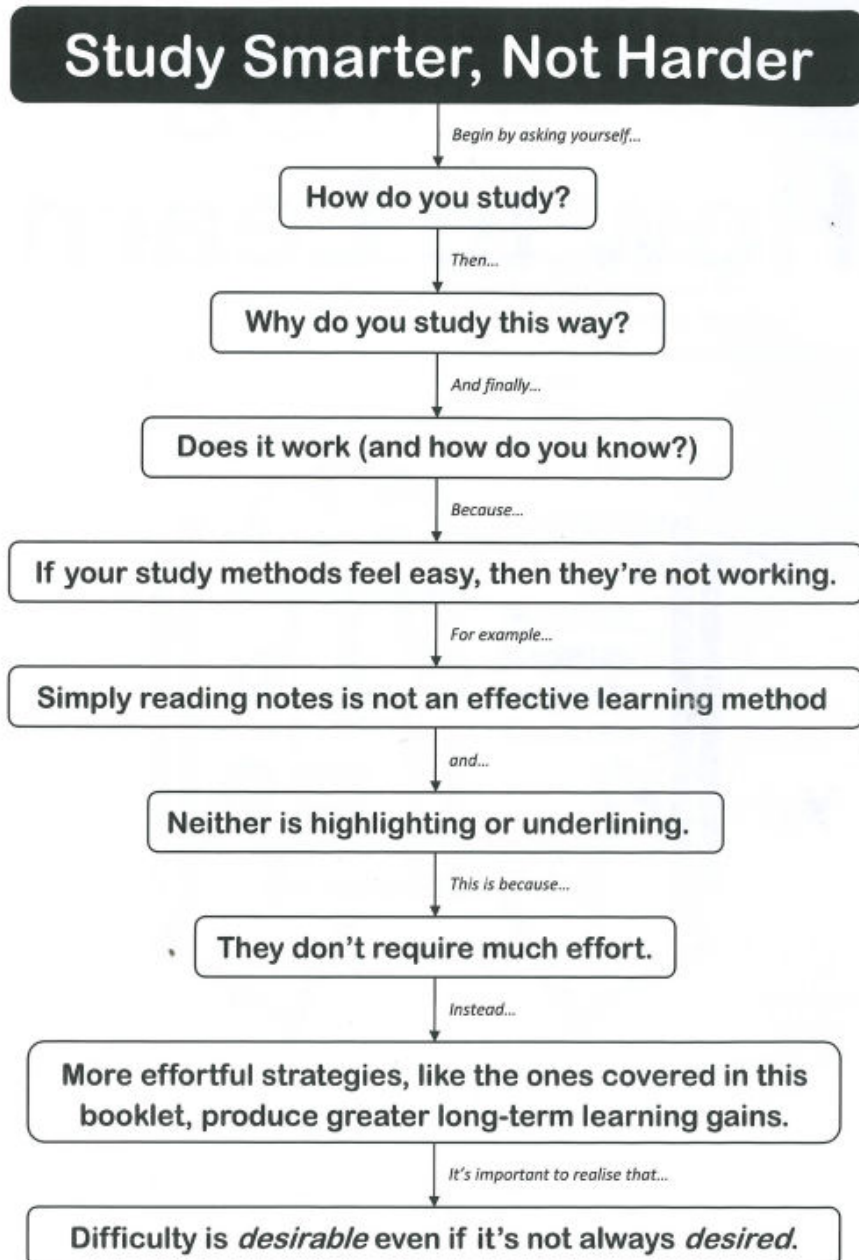 Study Smarter, Not Harder
Begin by asking yourself...
How do you study?
Then...
Why do you study this way?
And finally...
Does it work (and how do you know?)
Because...
If your study methods feel easy, then they're not working.
For example...
Simply reading notes is not an effective learning method
and...
Neither is highlighting or underlining.
This is because...
They don't require much effort.
Instead...
More effortful strategies, like the ones covered in this
booklet, produce greater long-term learning gains.
It's important to realise that...
Difficulty is desirable even if it's not always desired.